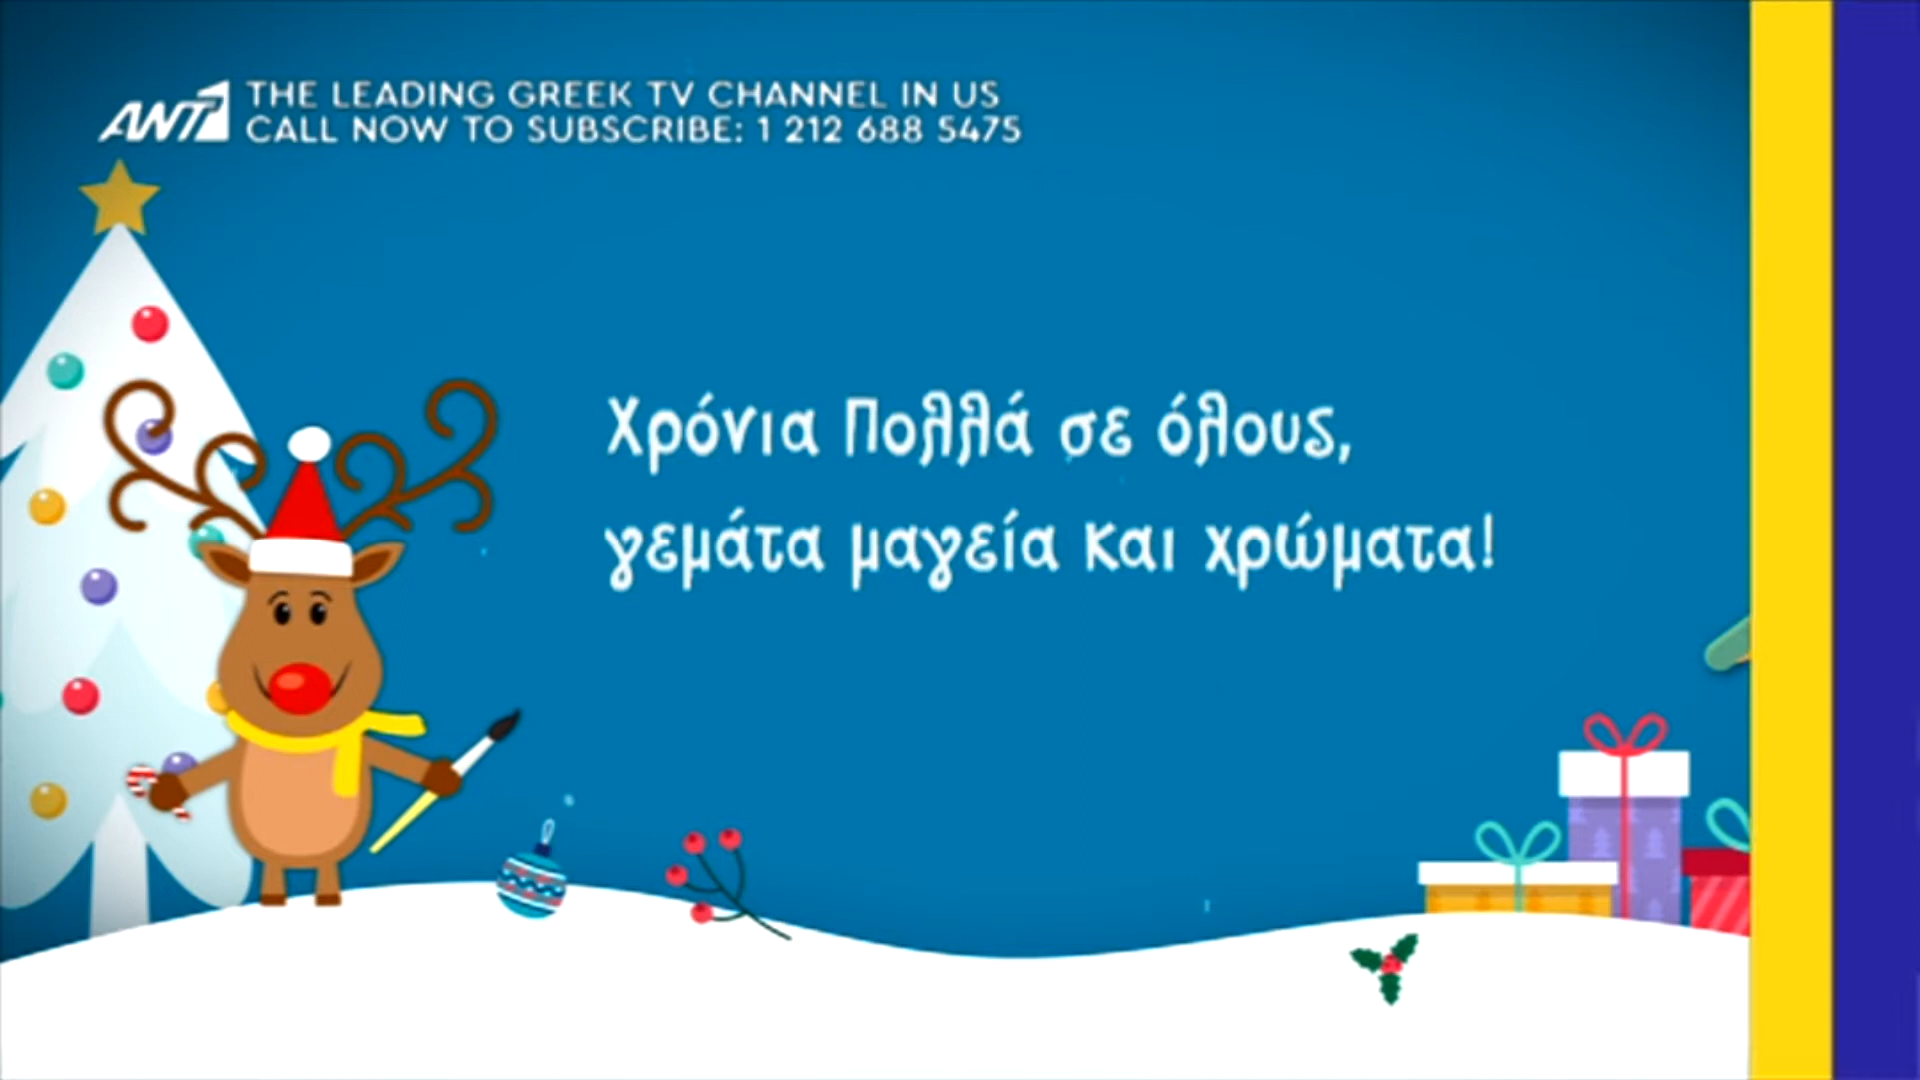 ANT1 THE LEADING GREEK TV CHANNEL IN US
CALL NOW TO SUBSCRIBE: 1 212 688 5475
Χρόνια Πολλά σε όλους,
γεμάτα μαγεία και χρώματα!